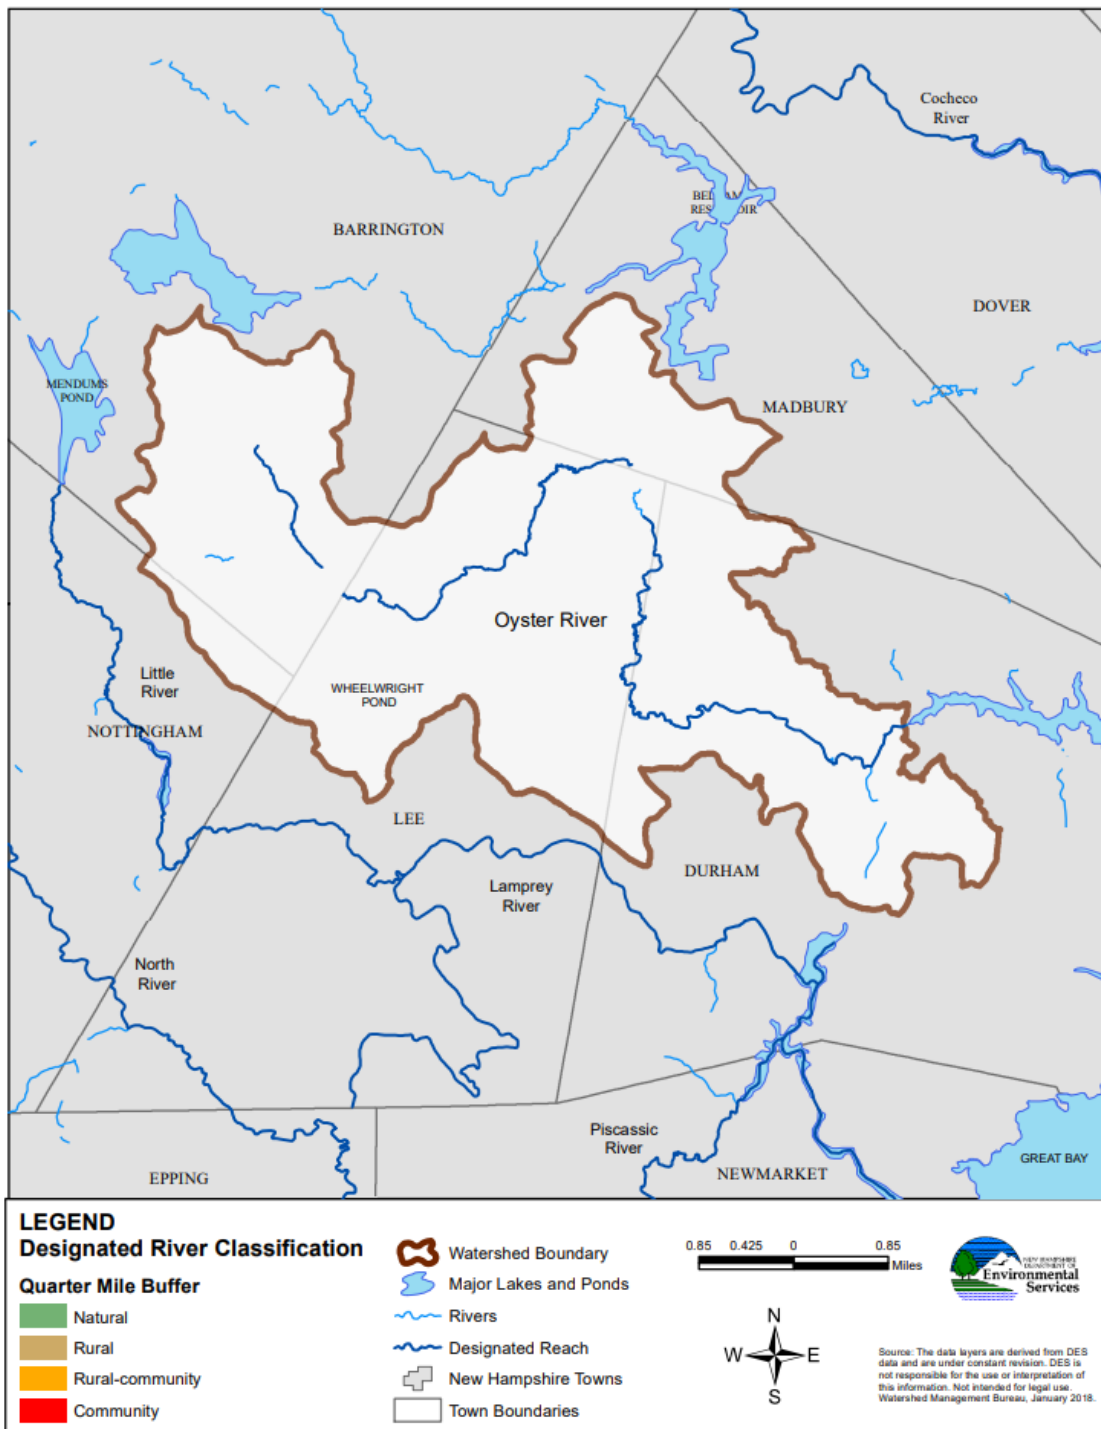 Cocheco
River
BARRINGTON
DOVER
MENDUMS
POND
MADBURY
Oyster River
Little
River
WHEELWRIGHT
POND
NOTTINGHAM
LEE
DURHAM
Lamprey
River
North
River
Piscassic
River
EPPING
NEWMARKET
GREAT BAY
LEGEND
Designated River Classification
Quarter Mile Buffer
Natural
Rural
Rural-community
Community
Watershed Boundary
Major Lakes and Ponds
Rivers
Designated Reach
New Hampshire Towns
Town Boundaries
0.85 0.425 0 0.85
Miles
N
W E
S
NEW HAMPSHIRE
DEPARTMENT OF
Environmental
Services
Source: The data layers are derived from DES
data and are under constant revision. DES is
not responsible for the use or interpretation of
this information. Not intended for legal use.
Watershed Management Bureau, January 2018.